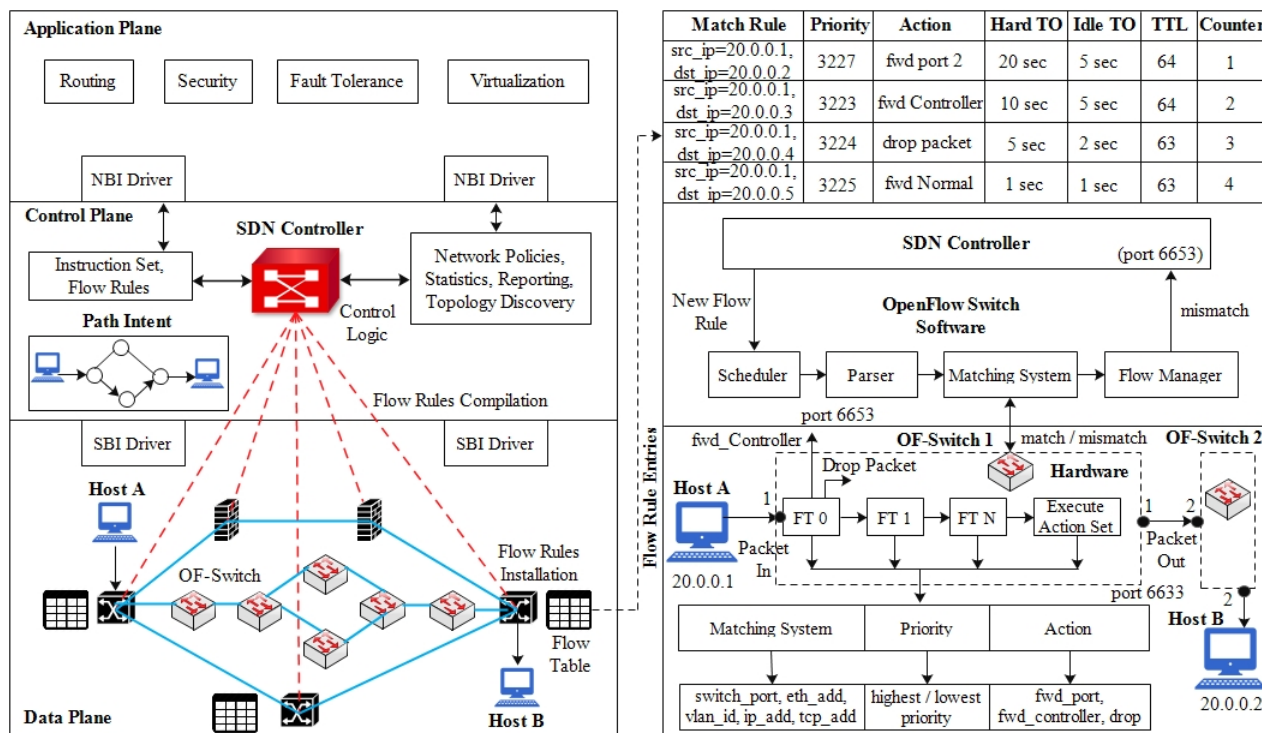 Application Plane
Routing
Security
Fault Tolerance
Virtualization
NBI Driver
NBI Driver
Control Plane
SDN Controller
Instruction Set,
Flow Rules
Network Policies,
Statistics, Reporting,
Topology Discovery
Control
Logic
Path Intent
Flow Rules Compilation
SBI Driver
SBI Driver
Host A
OF-Switch
Flow Rules
Installation
Flow
Table
Host B
Data Plane
Flow Rule Entries
Match Rule Priority Action Hard TO Idle TO TTL Counter
src_ip=20.0.0.1,
dst_ip=20.0.0.2 3227 fwd port 2 20 sec 5 sec 64 1
src_ip=20.0.0.1,
dst_ip=20.0.0.3 3223 fwd Controller 10 sec 5 sec 64 2
src_ip=20.0.0.1,
dst_ip=20.0.0.4 3224 drop packet 5 sec 2 sec 63 3
src_ip=20.0.0.1,
dst_ip=20.0.0.5 3225 fwd Normal 1 sec 1 sec 63 4
SDN Controller
(port 6653)
New Flow
Rule
OpenFlow Switch
Software
mismatch
Scheduler
Parser
Matching System
Flow Manager
port 6653
fwd_Controller
OF-Switch 1
match / mismatch
OF-Switch 2
Drop Packet
Hardware
Host A
1
FT 0
FT 1
FT N
Execute
Action Set
1
2
Packet
In
Packet
Out
20.0.0.1
port 6633
2
Host B
Matching System
Priority
Action
switch_port, eth_add,
vlan_id, ip_add, tcp_add
highest / lowest
priority
fwd_port,
fwd_controller, drop
20.0.0.2